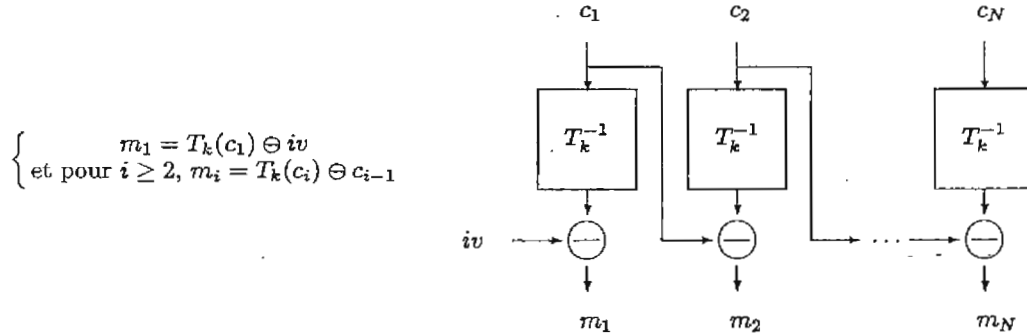 c_1 c_2 c_N
T_k^{-1} T_k^{-1} T_k^{-1}
m_1 = T_k(c_1) ⊖ iv
et pour i ≥ 2, m_i = T_k(c_i) ⊖ c_{i-1}
iv ...
m_1 m_2 m_N